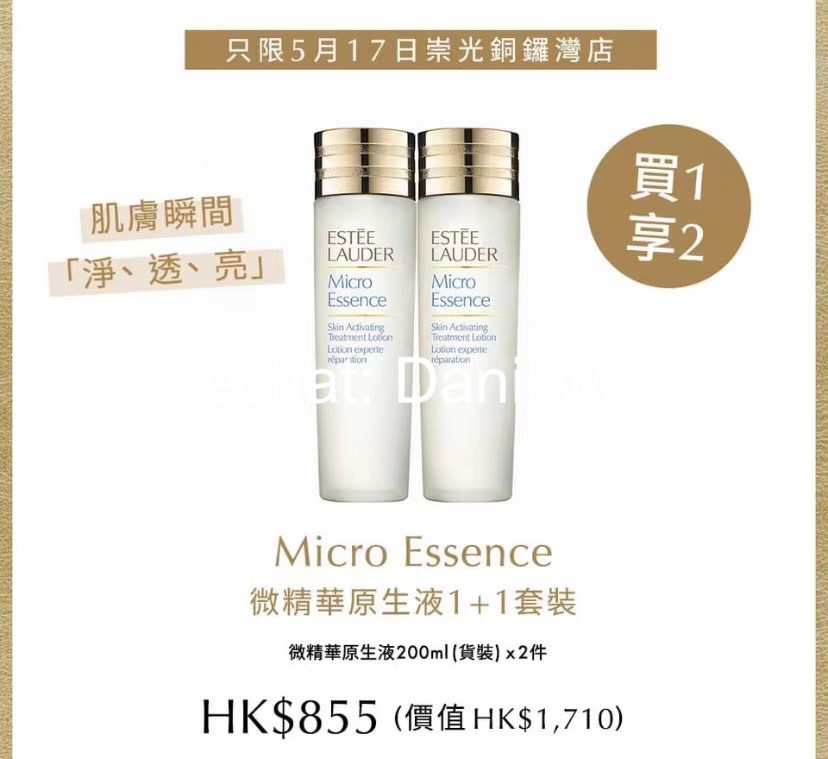 只限5月17日崇光銅鑼灣店
買1
享2
肌膚瞬間
「淨、透、亮」
ESTĒE
LAUDER
Micro
Essence
Skin Activating
Treatment Lotion
Lotion experte
réparation
ESTĒE
LAUDER
Micro
Essence
Skin Activating
Treatment Lotion
Lotion experte
réparation
echat: Danikw
Micro Essence
微精華原生液1+1套裝
微精華原生液200ml(貨裝) x2件
HK$855 (價值HK$1,710)